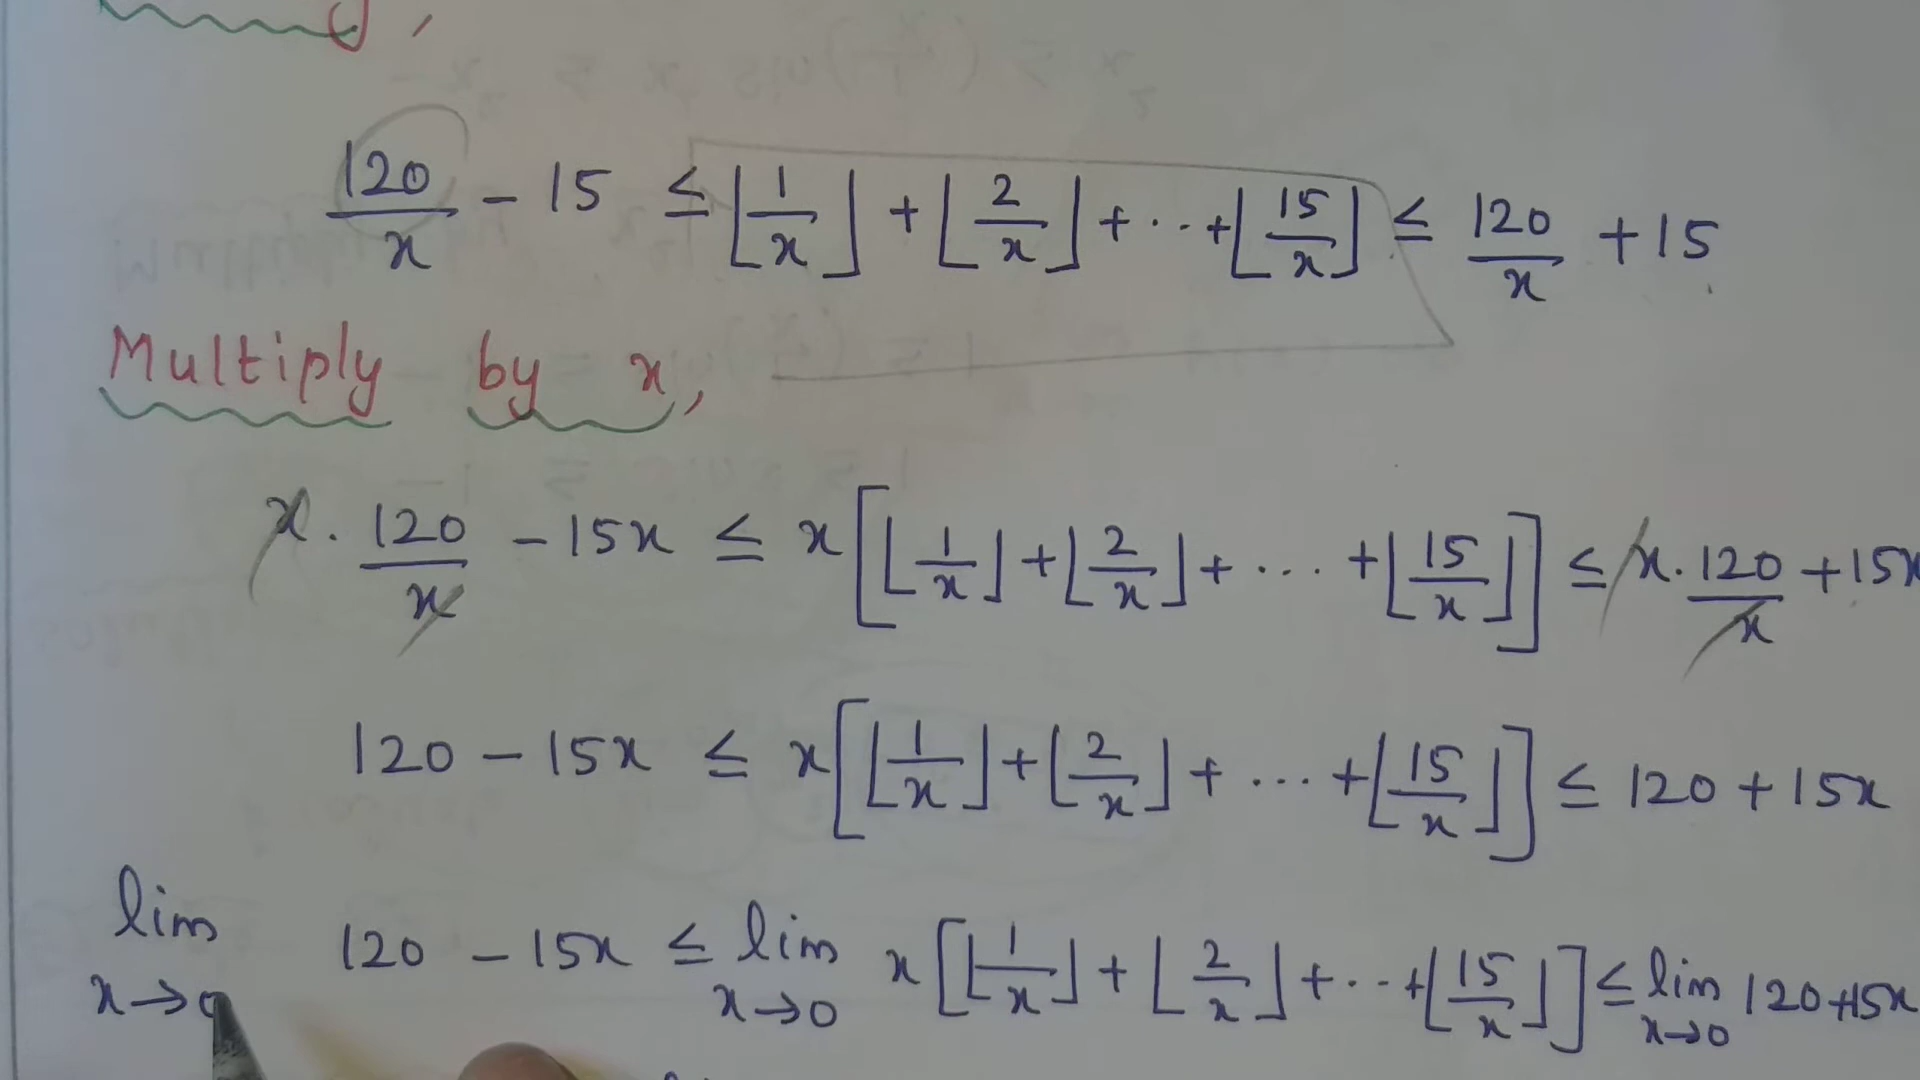 120/x - 15 ≤ ⌊1/x⌋ + ⌊2/x⌋ + ... + ⌊15/x⌋ ≤ 120/x + 15
Multiply by x,
x. 120/x - 15x ≤ x[⌊1/x⌋ + ⌊2/x⌋ + .... + ⌊15/x⌋] ≤ x. 120/x + 15x
120 - 15x ≤ x[⌊1/x⌋ + ⌊2/x⌋ + ... + ⌊15/x⌋] ≤ 120 + 15x
lim x→0 120 - 15x ≤ lim x→0 x[⌊1/x⌋ + ⌊2/x⌋ + ... + ⌊15/x⌋] ≤ lim x→0 120 + 15x